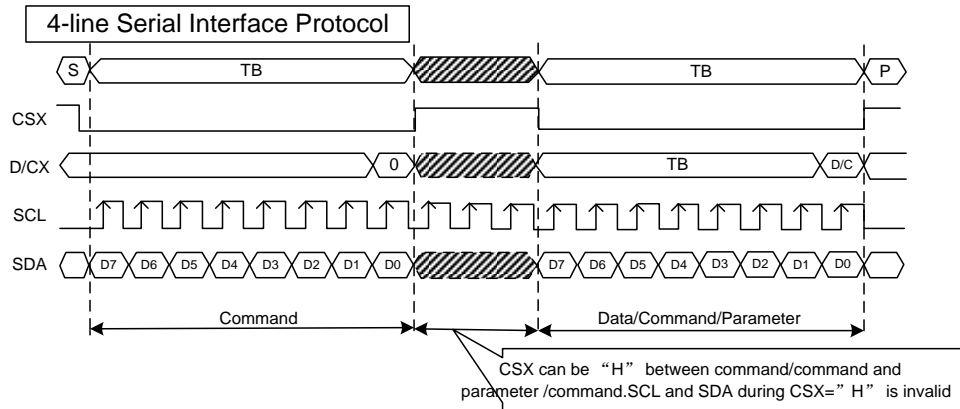 4-line Serial Interface Protocol
S TB TB P
CSX
D/CX 0 TB D/C
SCL
SDA D7 D6 D5 D4 D3 D2 D1 D0 D7 D6 D5 D4 D3 D2 D1 D0
Command Data/Command/Parameter
CSX can be “H” between command/command and
parameter /command.SCL and SDA during CSX=”H” is invalid